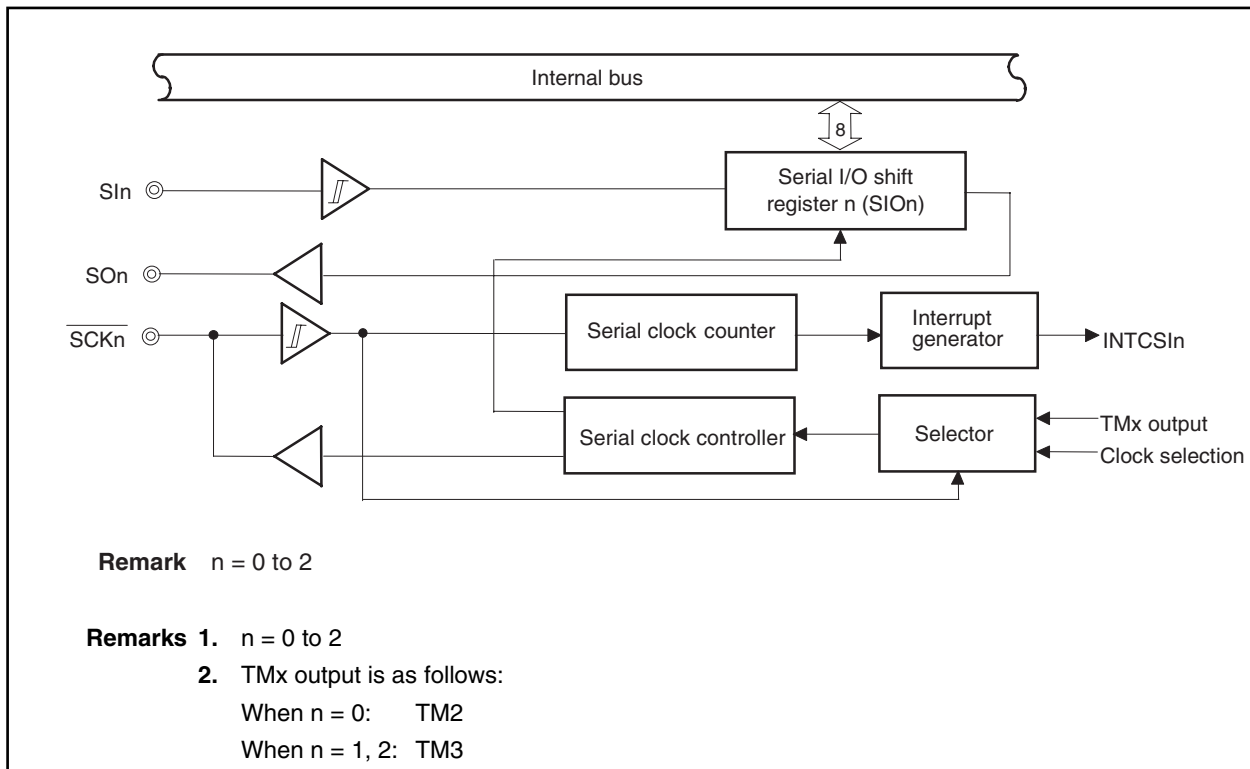 Internal bus
8
SIn
Serial I/O shift
register n (SIOn)
SOn
SCKn
Serial clock counter
Interrupt
generator
INTCSIn
Serial clock controller
Selector
TMx output
Clock selection
Remark n = 0 to 2
Remarks 1. n = 0 to 2
2. TMx output is as follows:
When n = 0: TM2
When n = 1, 2: TM3